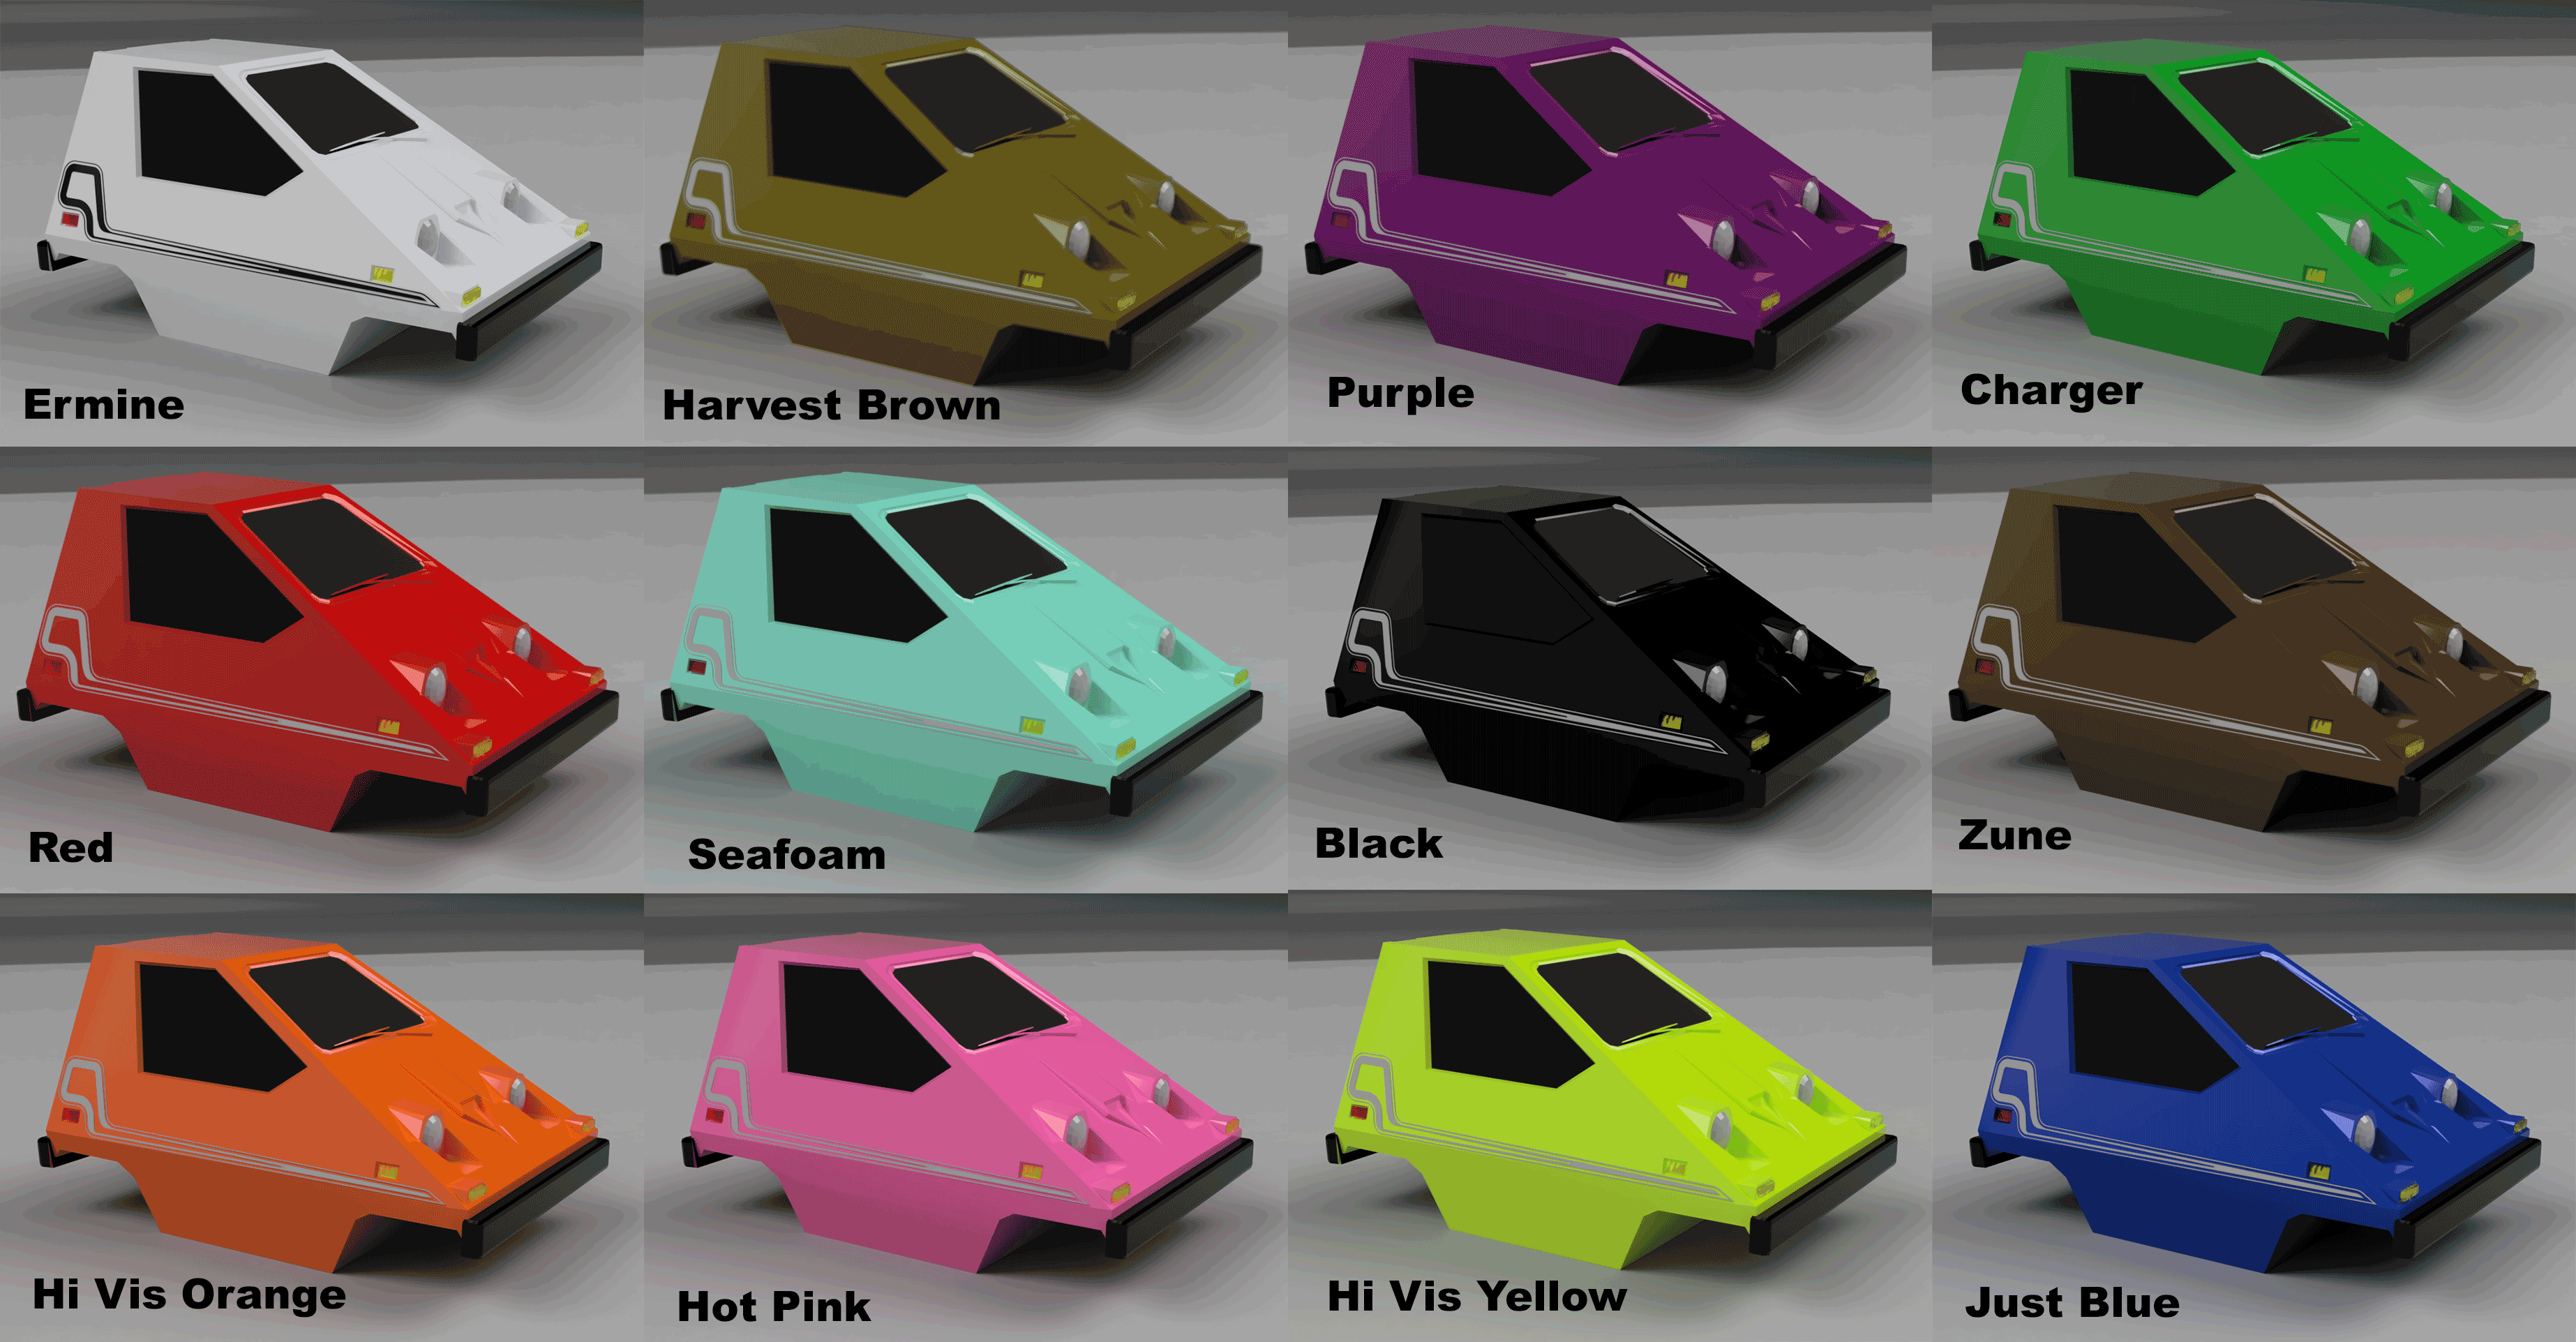 Ermine
Harvest Brown
Purple
Charger
Red
Seafoam
Black
Zune
Hi Vis Orange
Hot Pink
Hi Vis Yellow
Just Blue